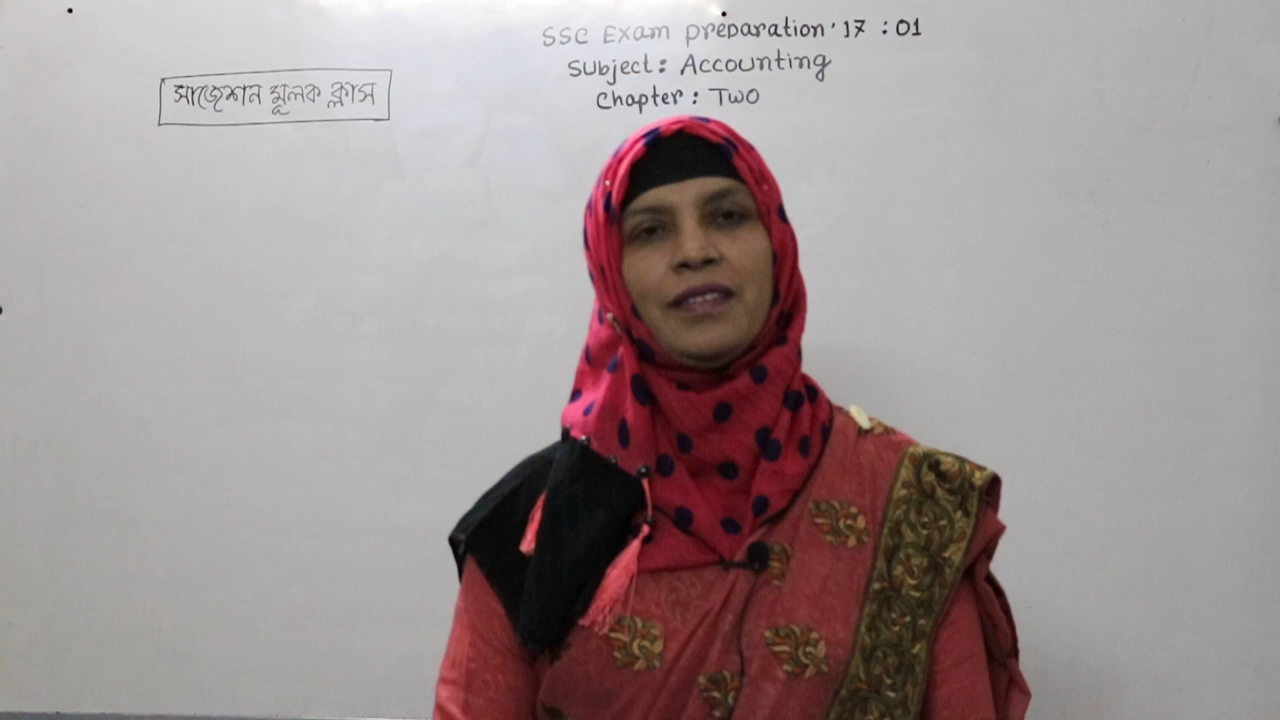 SSC Exam preparation '17 : 01
Subject : Accounting
Chapter : Two
সাজেশন মূলক ক্লাস